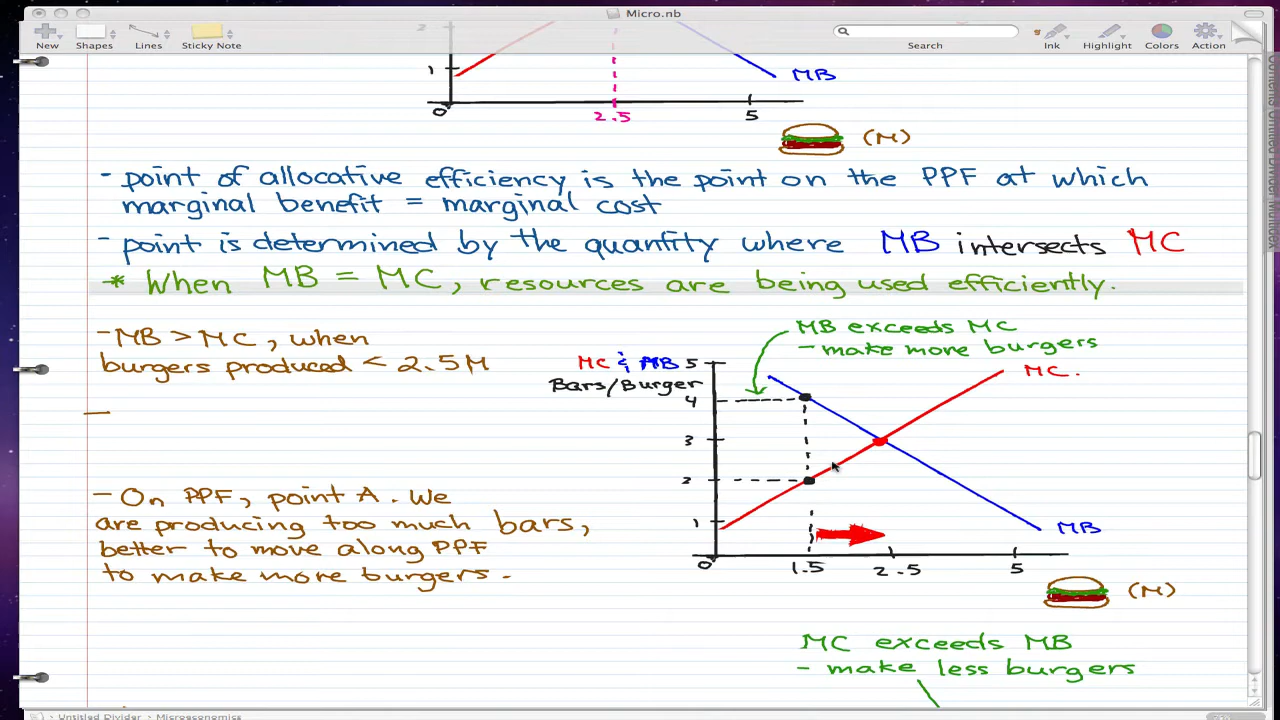 Micro.nb
New Shapes Lines Sticky Note Search Ink Highlight Colors Action
2
1
MB
0 2.5 5
(M)
- point of allocative efficiency is the point on the PPF at which
marginal benefit = marginal cost
- point is determined by the quantity where MB intersects MC
* When MB = MC, resources are being used efficiently.
- MB > MC, when
burgers produced < 2.5M
- On PPF, point A. We
are producing too much bars,
better to move along PPF
to make more burgers.
MB exceeds MC
- make more burgers
MC & MB 5
Bars/Burger
4
3
2
1
MC.
MB
0 1.5 2.5 5
(M)
MC exceeds MB
- make less burgers
Untitled Divider › Microeconomics